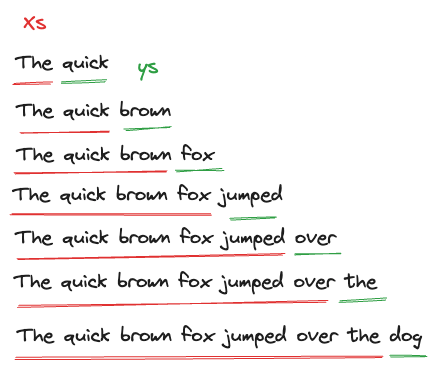 xs
The quick
ys
The quick brown
The quick brown fox
The quick brown fox jumped
The quick brown fox jumped over
The quick brown fox jumped over the
The quick brown fox jumped over the dog